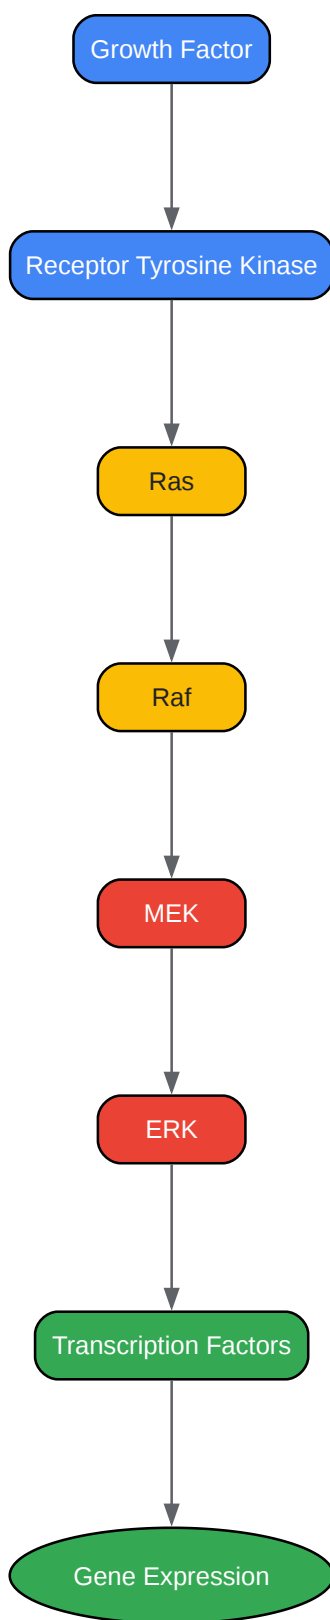 Growth Factor
Receptor Tyrosine Kinase
Ras
Raf
MEK
ERK
Transcription Factors
Gene Expression